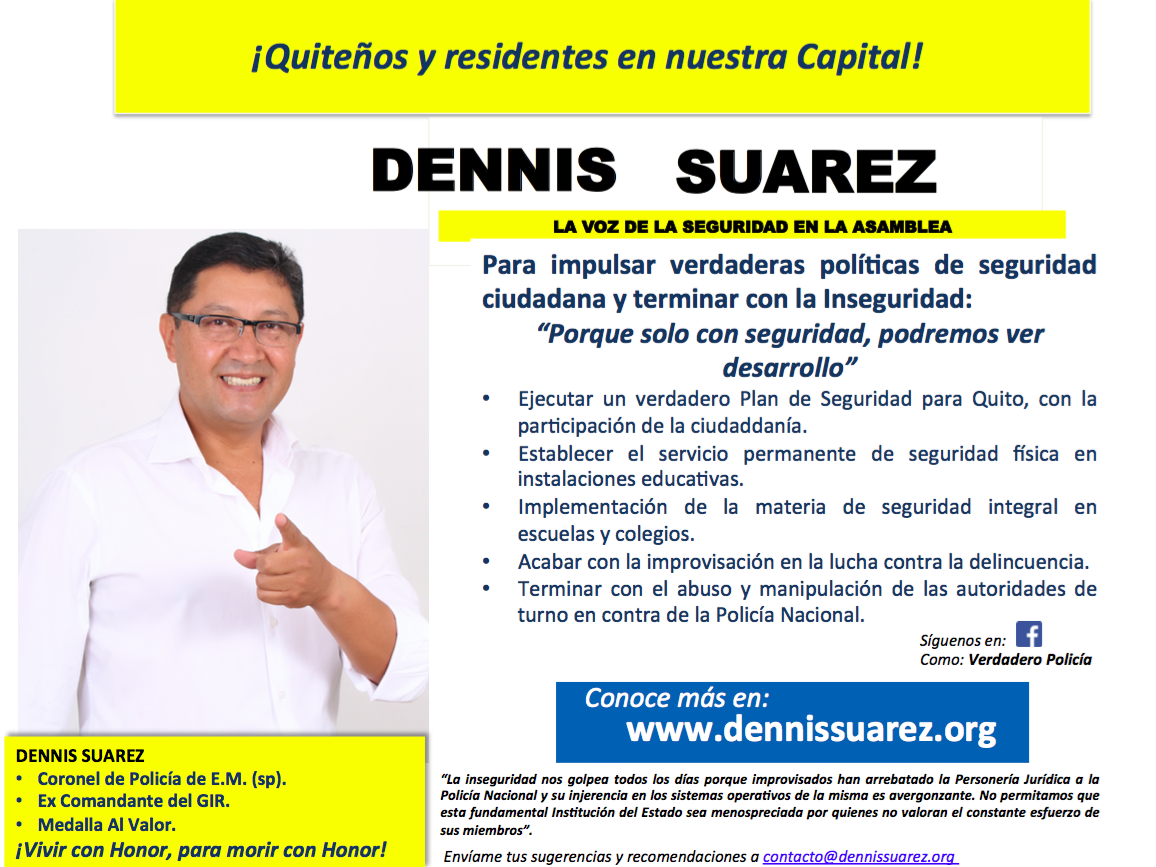 ¡Quiteños y residentes en nuestra Capital!
DENNIS SUAREZ
LA VOZ DE LA SEGURIDAD EN LA ASAMBLEA
Para impulsar verdaderas políticas de seguridad
ciudadana y terminar con la Inseguridad:
“Porque solo con seguridad, podremos ver
desarrollo”
• Ejecutar un verdadero Plan de Seguridad para Quito, con la
participación de la ciudaddanía.
• Establecer el servicio permanente de seguridad física en
instalaciones educativas.
• Implementación de la materia de seguridad integral en
escuelas y colegios.
• Acabar con la improvisación en la lucha contra la delincuencia.
• Terminar con el abuso y manipulación de las autoridades de
turno en contra de la Policía Nacional.
Síguenos en: f
Como: Verdadero Policía
Conoce más en:
www.dennissuarez.org
DENNIS SUAREZ
• Coronel de Policía de E.M. (sp).
• Ex Comandante del GIR.
• Medalla Al Valor.
¡Vivir con Honor, para morir con Honor!
“La inseguridad nos golpea todos los días porque improvisados han arrebatado la Personería Jurídica a la
Policía Nacional y su injerencia en los sistemas operativos de la misma es avergonzante. No permitamos que
esta fundamental Institución del Estado sea menospreciada por quienes no valoran el constante esfuerzo de
sus miembros”.
Envíame tus sugerencias y recomendaciones a contacto@dennissuarez.org